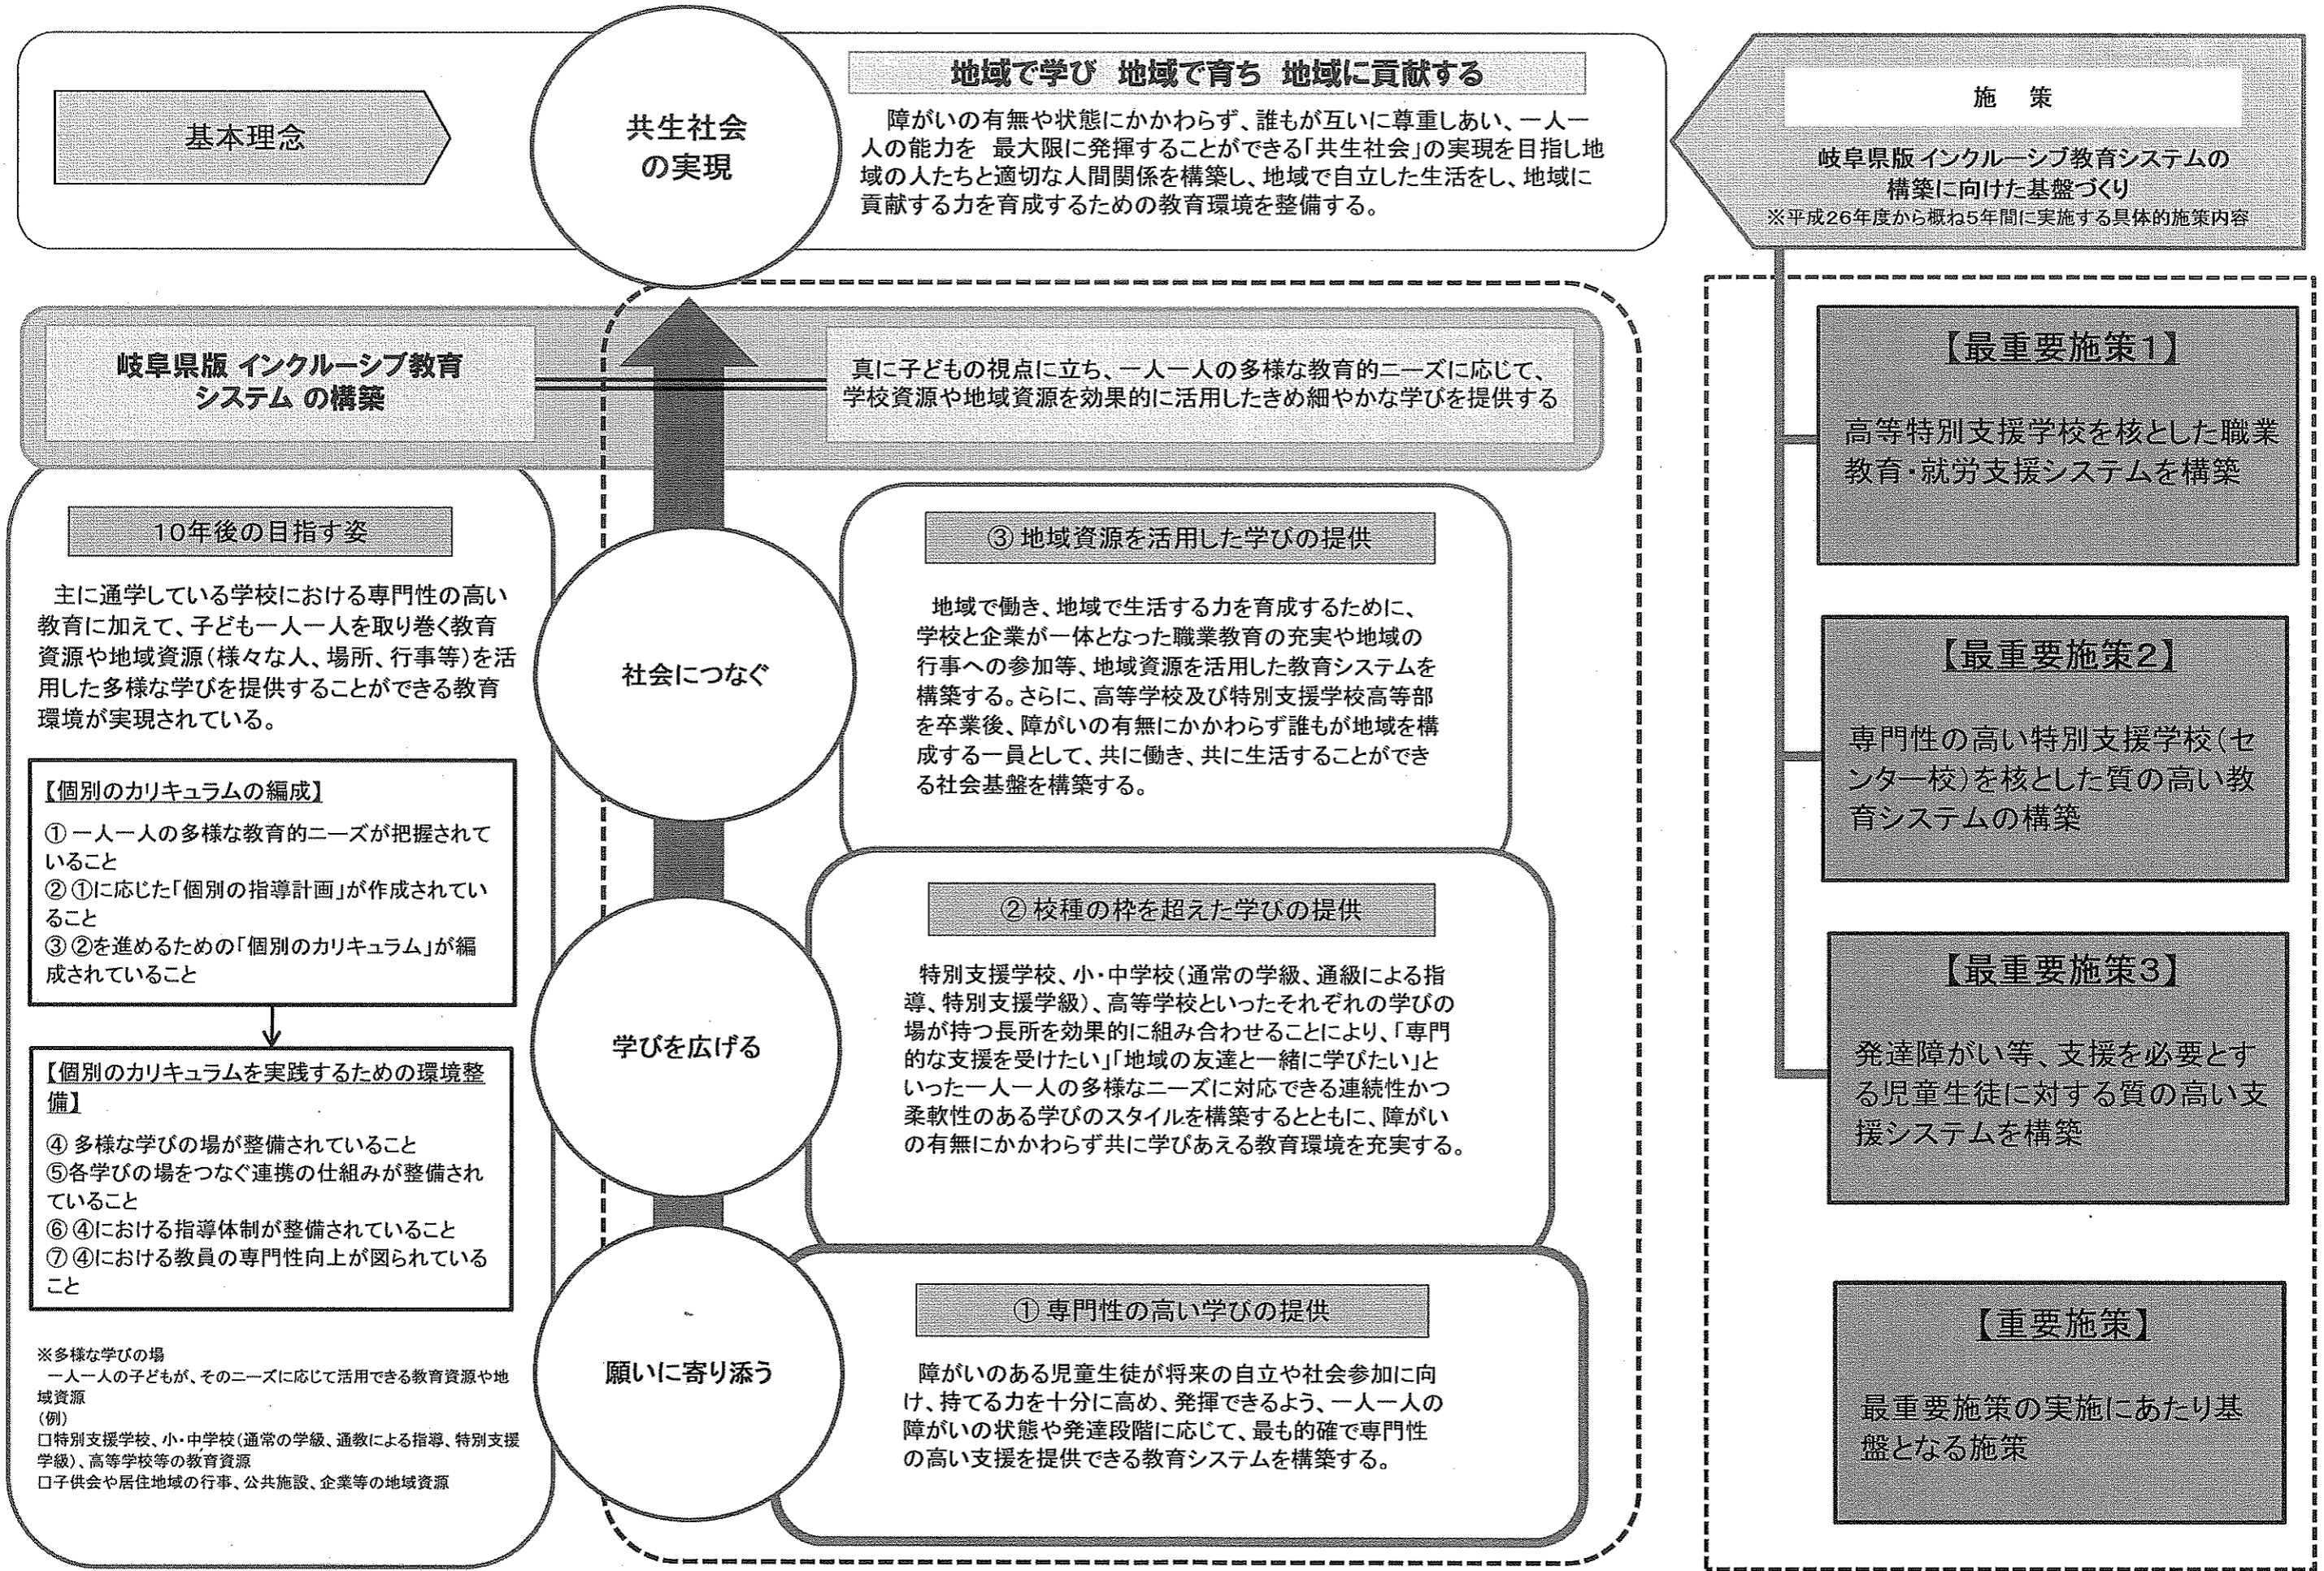 基本理念
共生社会
の実現
地域で学び 地域で育ち 地域に貢献する
障がいの有無や状態にかかわらず、誰もが互いに尊重しあい、一人一
人の能力を 最大限に発揮することができる「共生社会」の実現を目指し地
域の人たちと適切な人間関係を構築し、地域で自立した生活をし、地域に
貢献する力を育成するための教育環境を整備する。
施 策
岐阜県版 インクルーシブ教育システムの
構築に向けた基盤づくり
※平成26年度から概ね5年間に実施する具体的施策内容
岐阜県版 インクルーシブ教育
システム の構築
真に子どもの視点に立ち、一人一人の多様な教育的ニーズに応じて、
学校資源や地域資源を効果的に活用したきめ細やかな学びを提供する
10年後の目指す姿
主に通学している学校における専門性の高い
教育に加えて、子ども一人一人を取り巻く教育
資源や地域資源(様々な人、場所、行事等)を活
用した多様な学びを提供することができる教育
環境が実現されている。
【個別のカリキュラムの編成】
① 一人一人の多様な教育的ニーズが把握されて
いること
② ①に応じた「個別の指導計画」が作成されてい
ること
③ ②を進めるための「個別のカリキュラム」が編
成されていること
【個別のカリキュラムを実践するための環境整
備】
④ 多様な学びの場が整備されていること
⑤各学びの場をつなぐ連携の仕組みが整備され
ていること
⑥ ④における指導体制が整備されていること
⑦ ④における教員の専門性向上が図られている
こと
※多様な学びの場
一人一人の子どもが、そのニーズに応じて活用できる教育資源や地
域資源
(例)
□特別支援学校、小・中学校(通常の学級、通教による指導、特別支援
学級)、高等学校等の教育資源
□子供会や居住地域の行事、公共施設、企業等の地域資源
社会につなぐ
③ 地域資源を活用した学びの提供
地域で働き、地域で生活する力を育成するために、
学校と企業が一体となった職業教育の充実や地域の
行事への参加等、地域資源を活用した教育システムを
構築する。さらに、高等学校及び特別支援学校高等部
を卒業後、障がいの有無にかかわらず誰もが地域を構
成する一員として、共に働き、共に生活することができ
る社会基盤を構築する。
学びを広げる
② 校種の枠を超えた学びの提供
特別支援学校、小・中学校(通常の学級、通級による指
導、特別支援学級)、高等学校といったそれぞれの学びの
場が持つ長所を効果的に組み合わせることにより、「専門
的な支援を受けたい」「地域の友達と一緒に学びたい」と
いった一人一人の多様なニーズに対応できる連続性かつ
柔軟性のある学びのスタイルを構築するとともに、障がい
の有無にかかわらず共に学びあえる教育環境を充実する。
願いに寄り添う
① 専門性の高い学びの提供
障がいのある児童生徒が将来の自立や社会参加に向
け、持てる力を十分に高め、発揮できるよう、一人一人の
障がいの状態や発達段階に応じて、最も的確で専門性
の高い支援を提供できる教育システムを構築する。
【最重要施策1】
高等特別支援学校を核とした職業
教育・就労支援システムを構築
【最重要施策2】
専門性の高い特別支援学校(セ
ンター校)を核とした質の高い教
育システムの構築
【最重要施策3】
発達障がい等、支援を必要とす
る児童生徒に対する質の高い支
援システムを構築
【重要施策】
最重要施策の実施にあたり基
盤となる施策